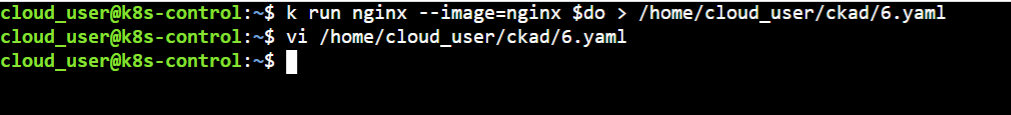 cloud_user@k8s-control:~$ k run nginx --image=nginx $do > /home/cloud_user/ckad/6.yaml
cloud_user@k8s-control:~$ vi /home/cloud_user/ckad/6.yaml
cloud_user@k8s-control:~$